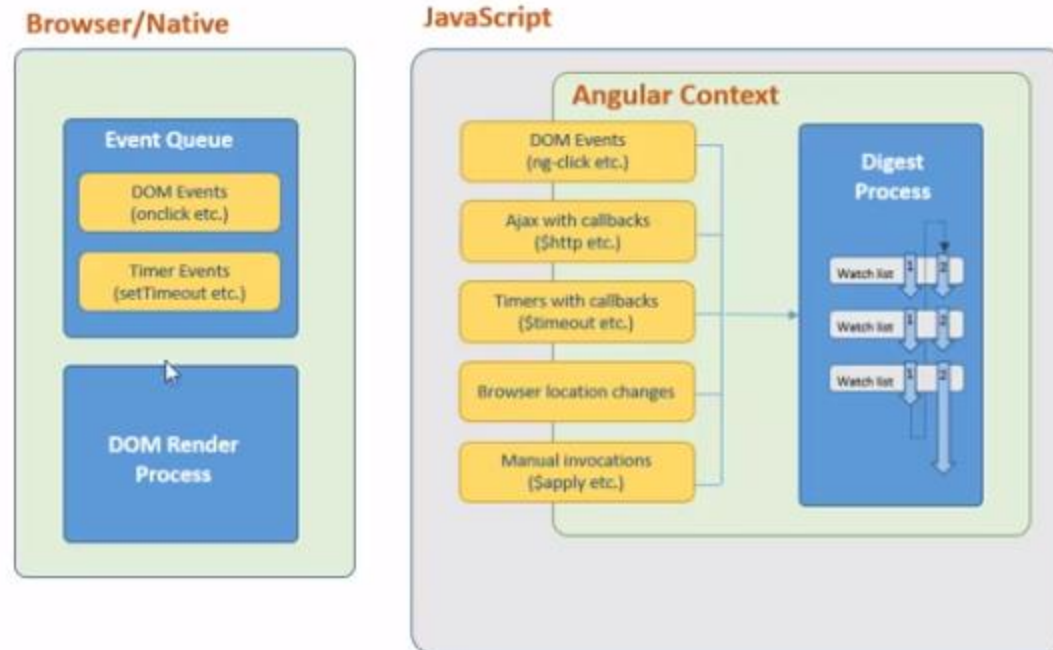 Browser/Native
Event Queue
DOM Events
(onclick etc.)
Timer Events
(setTimeout etc.)
DOM Render
Process
JavaScript
Angular Context
DOM Events
(ng-click etc.)
Ajax with callbacks
($http etc.)
Timers with callbacks
($timeout etc.)
Browser location changes
Manual invocations
($apply etc.)
Digest
Process
Watch list 1 2
Watch list 1 2
Watch list 1 2